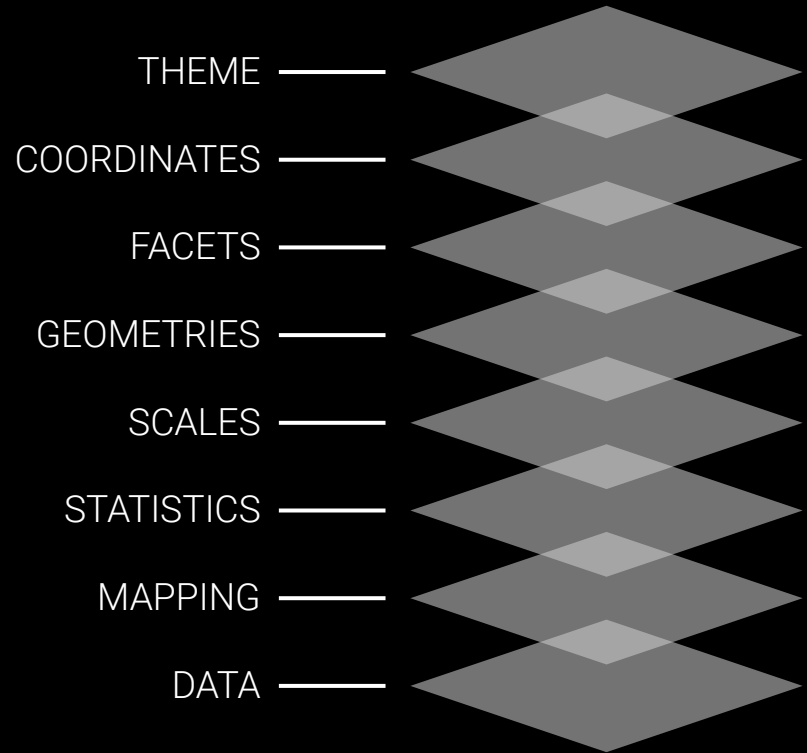 THEME
COORDINATES
FACETS
GEOMETRIES
SCALES
STATISTICS
MAPPING
DATA